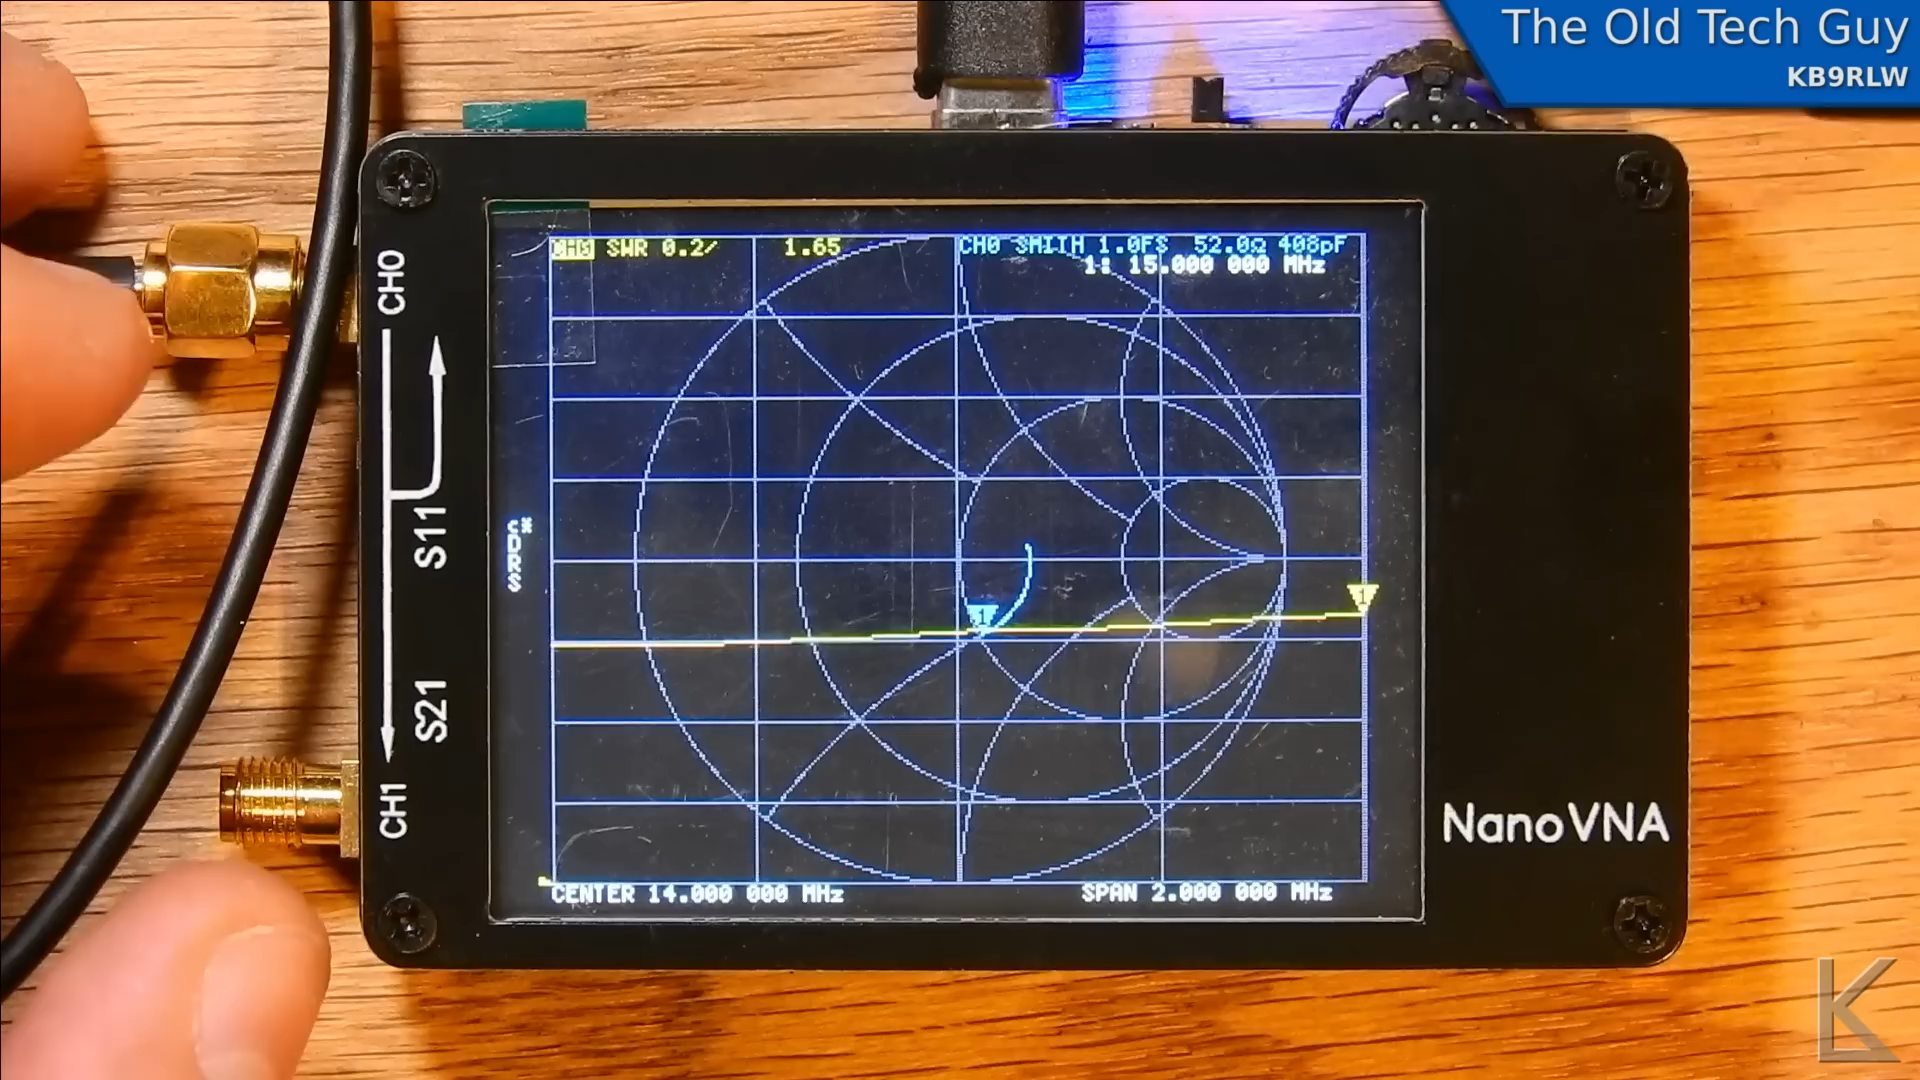 The Old Tech Guy
KB9RLW
CH0 SWR 0.2/ 1.65
CH0 SMITH 1.0FS 52.0Ω 408pF
1: 15.000 000 MHz
CH0
S11
S21
CH1
C*
D
R
S
1
1
NanoVNA
CENTER 14.000 000 MHz
SPAN 2.000 000 MHz
K